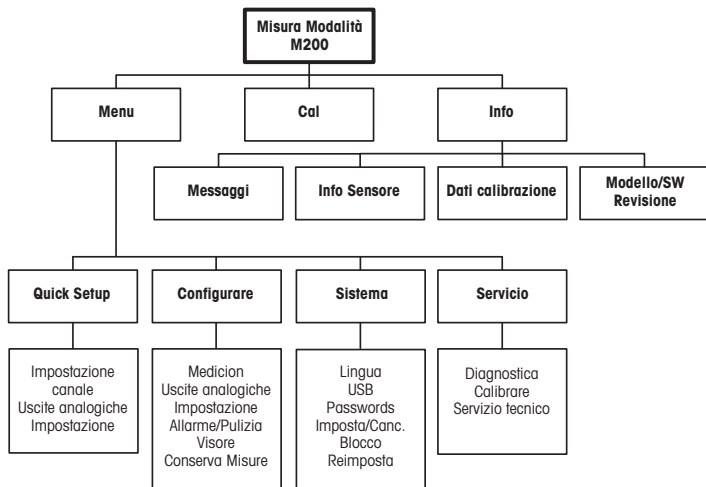 Misura Modalità
M200
Menu
Cal
Info
Messaggi
Info Sensore
Dati calibrazione
Modello/SW
Revisione
Quick Setup
Configurare
Sistema
Servicio
Impostazione
canale
Uscite analogiche
Impostazione
Medicion
Uscite analogiche
Impostazione
Allarme/Pulizia
Visore
Conserva Misure
Lingua
USB
Passwords
Imposta/Canc.
Blocco
Reimposta
Diagnostica
Calibrare
Servizio tecnico